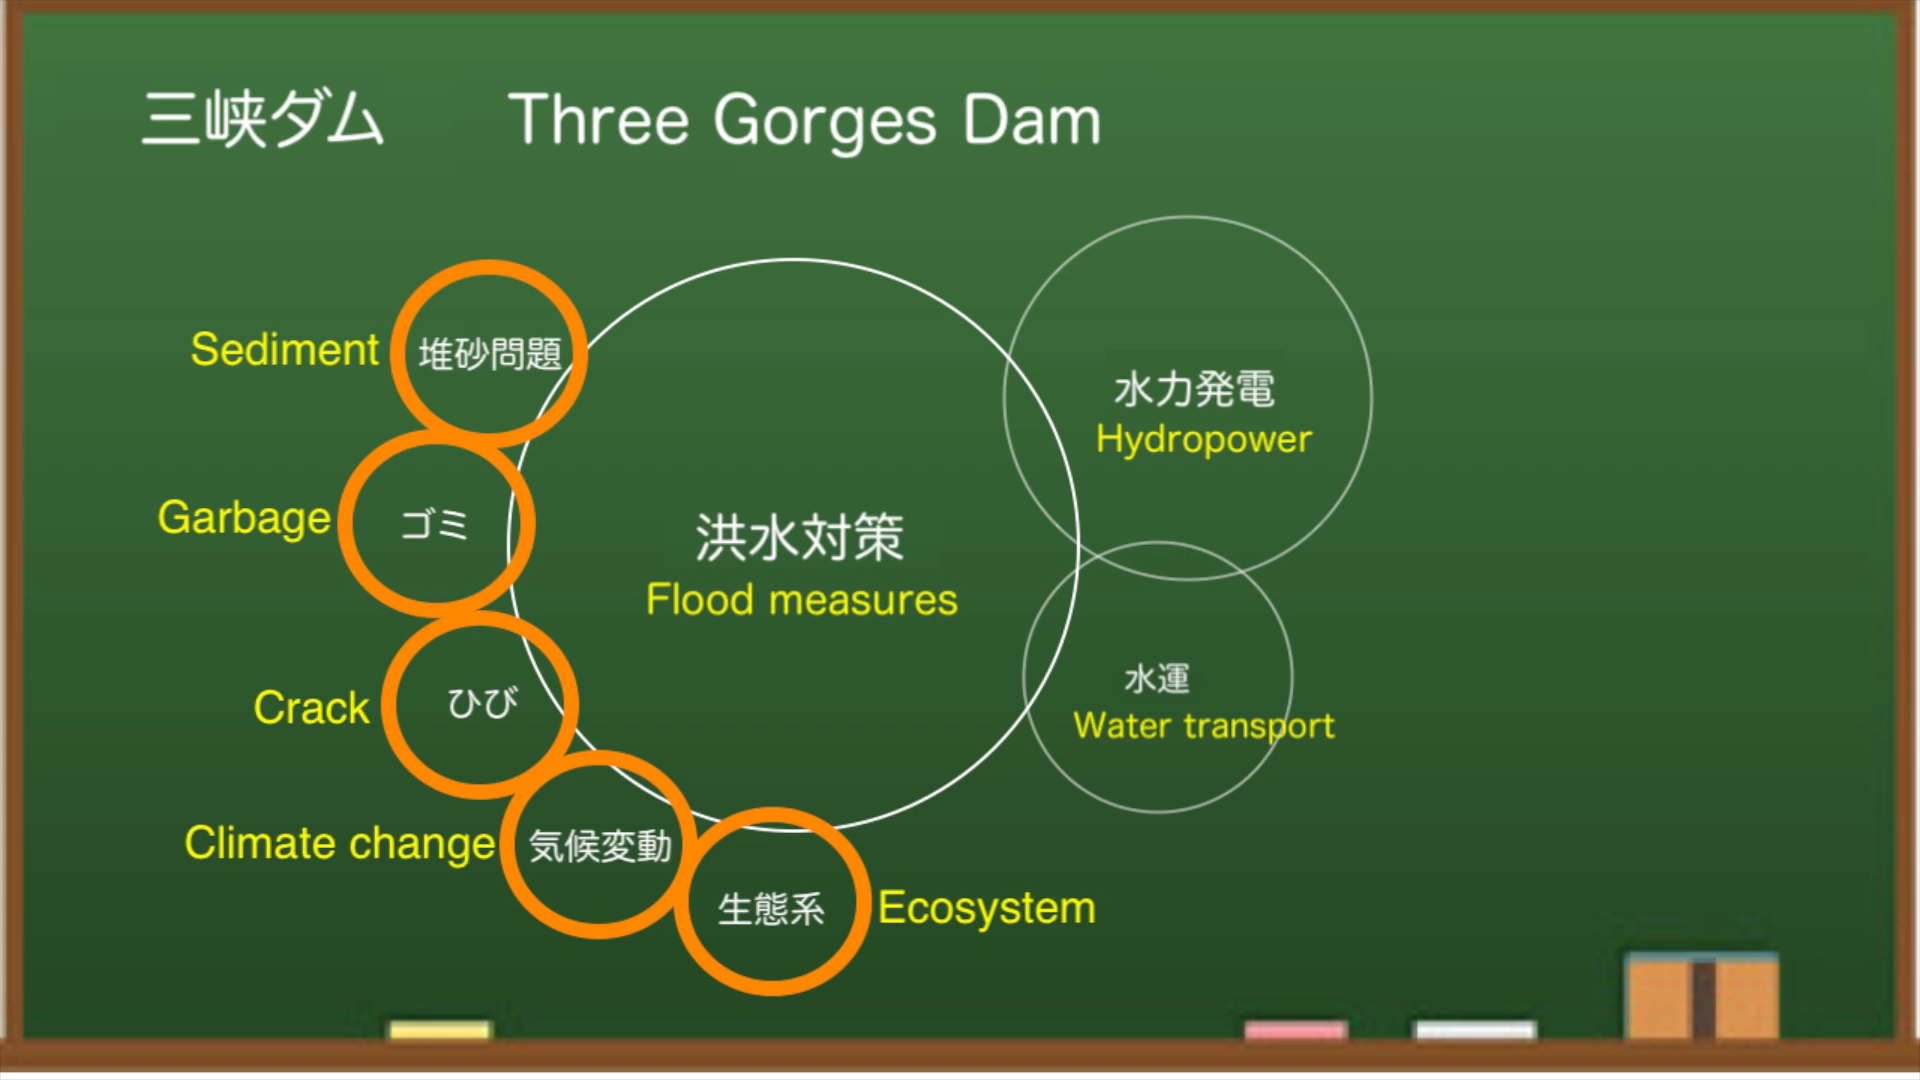 三峡ダム Three Gorges Dam
Sediment 堆砂問題
水力発電
Hydropower
Garbage ゴミ
洪水対策
Flood measures
Crack ひび
水運
Water transport
Climate change 気候変動
生態系 Ecosystem